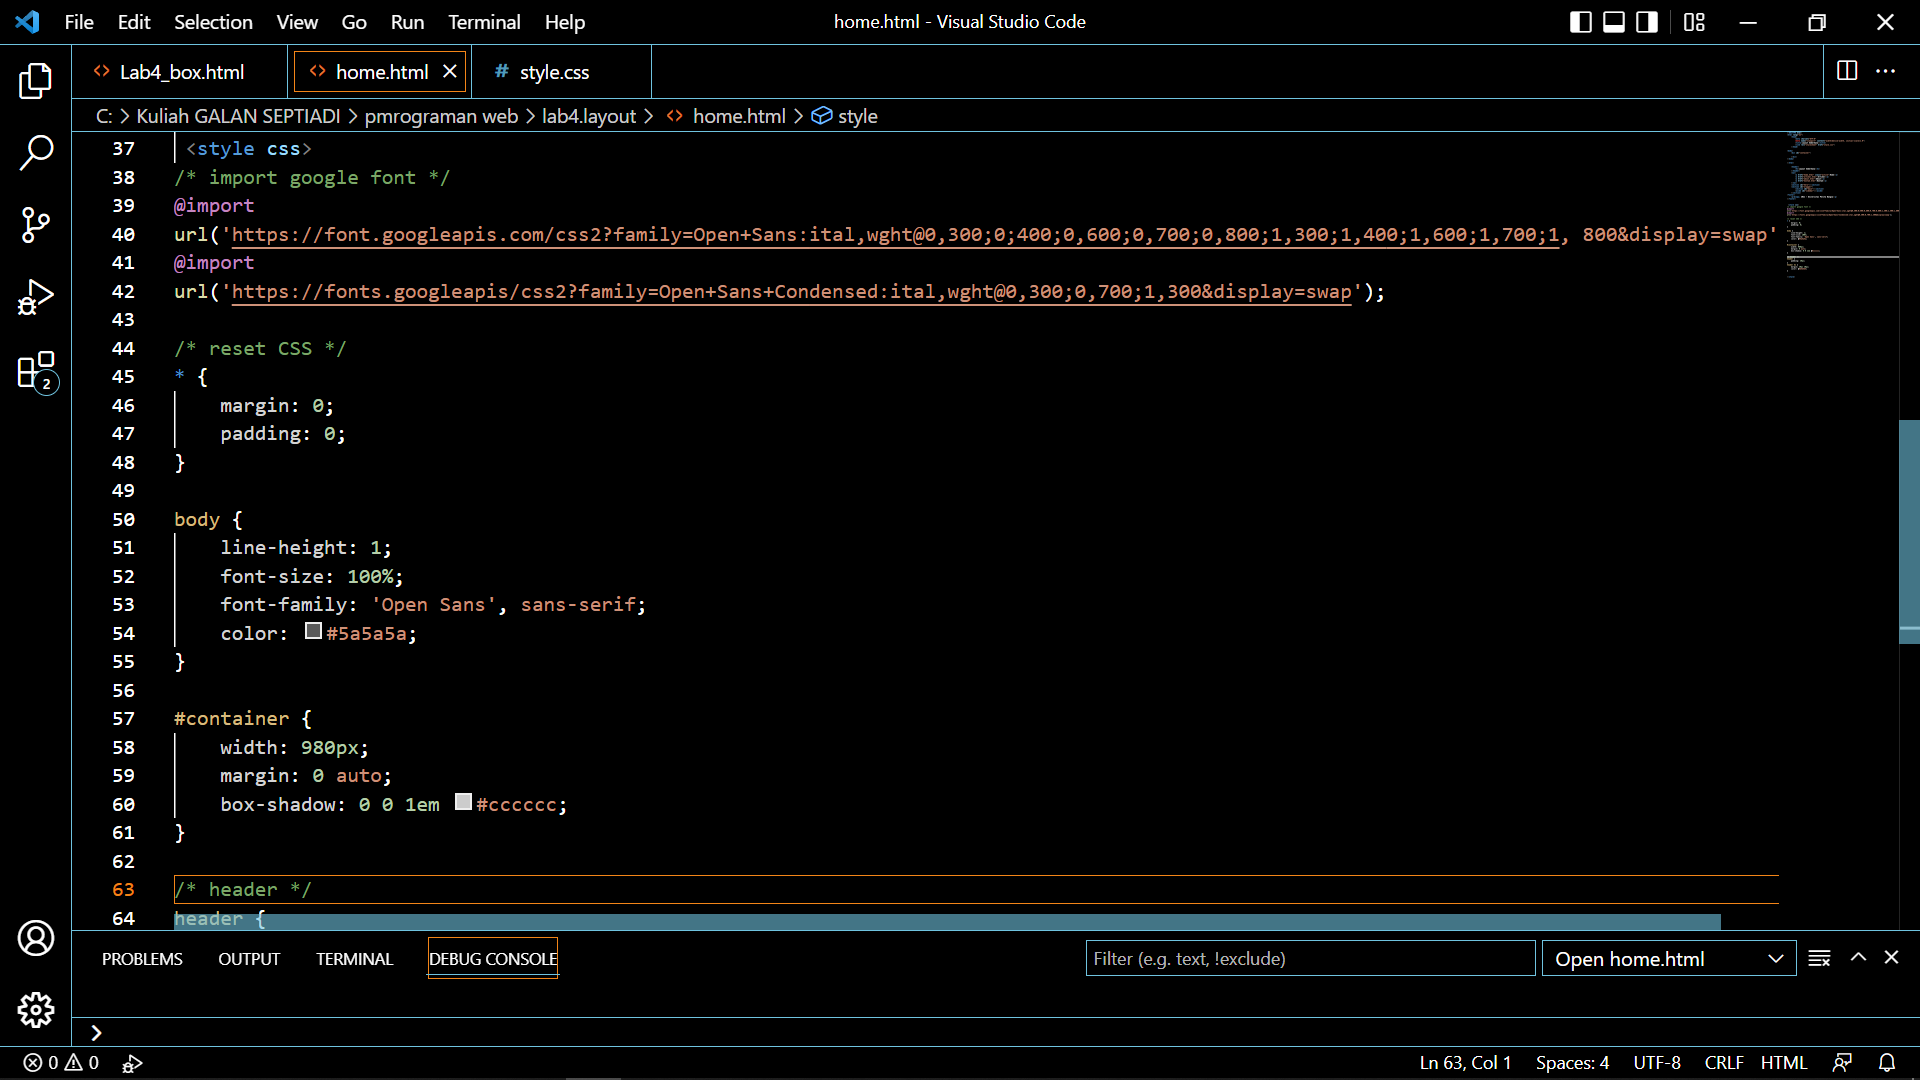 File Edit Selection View Go Run Terminal Help
home.html - Visual Studio Code
Lab4_box.html
home.html
# style.css
C: > Kuliah GALAN SEPTIADI > pmrograman web > lab4.layout > <> home.html > style
37 <style css>
38 /* import google font */
39 @import
40 url('https://font.googleapis.com/css2?family=Open+Sans:ital,wght@0,300;0;400;0,600;0,700;0,800;1,300;1,400;1,600;1,700;1, 800&display=swap'
41 @import
42 url('https://fonts.googleapis/css2?family=Open+Sans+Condensed:ital,wght@0,300;0,700;1,300&display=swap');
43
44 /* reset CSS */
45 * {
46 margin: 0;
47 padding: 0;
48 }
49
50 body {
51 line-height: 1;
52 font-size: 100%;
53 font-family: 'Open Sans', sans-serif;
54 color: #5a5a5a;
55 }
56
57 #container {
58 width: 980px;
59 margin: 0 auto;
60 box-shadow: 0 0 1em #cccccc;
61 }
62
63 /* header */
64 header {
2
PROBLEMS OUTPUT TERMINAL DEBUG CONSOLE
Filter (e.g. text, !exclude)
Open home.html
0 0
Ln 63, Col 1 Spaces: 4 UTF-8 CRLF HTML